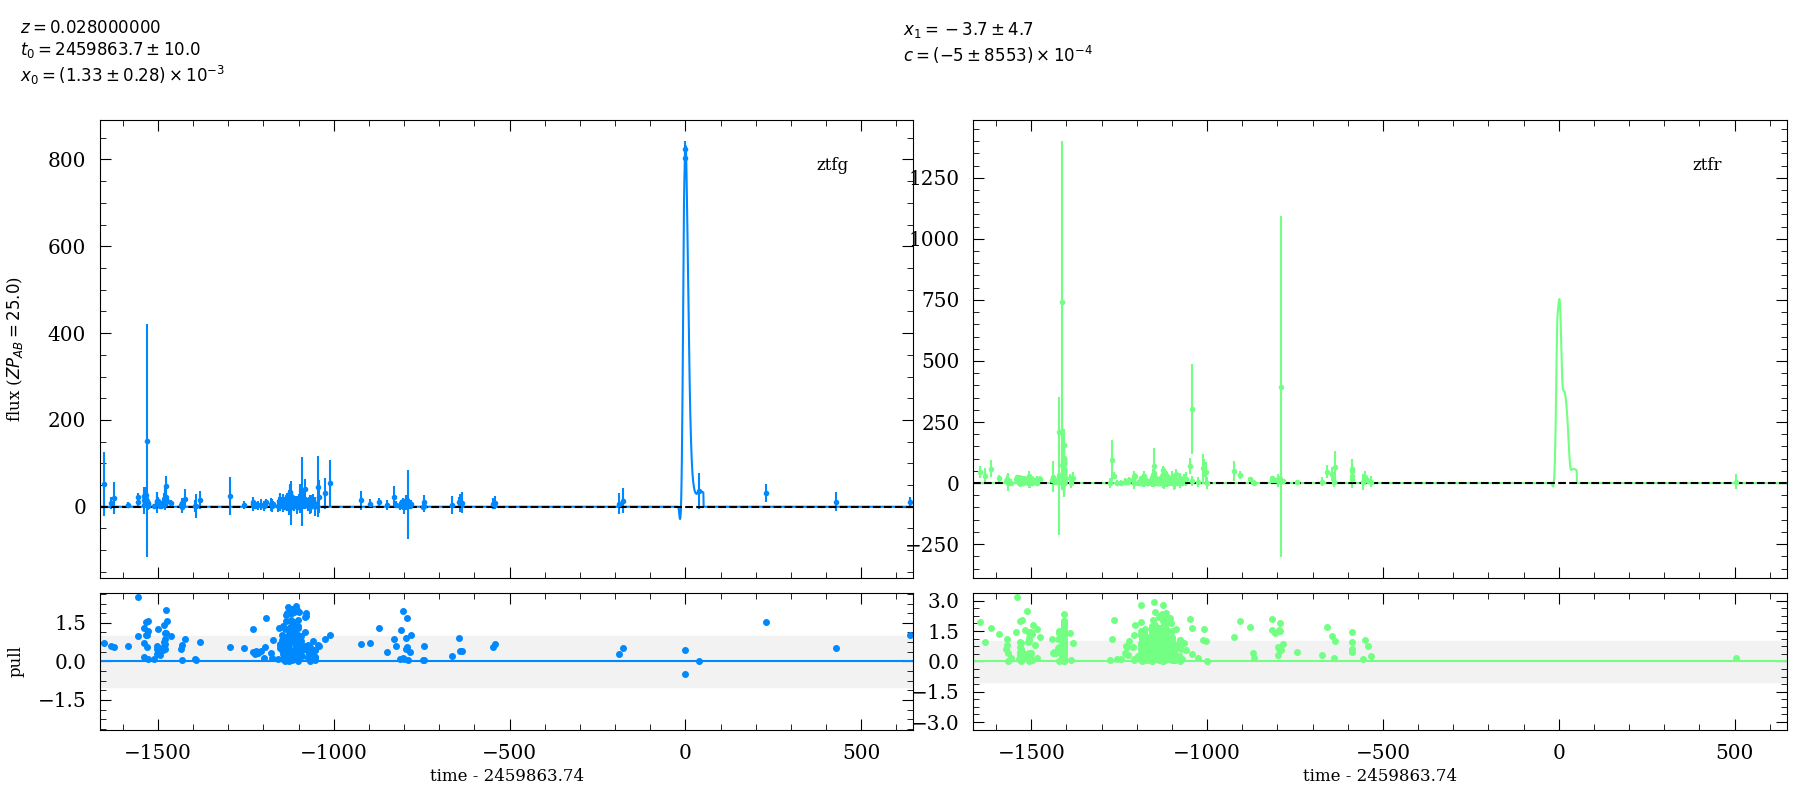 z = 0.028000000
t₀ = 2459863.7 ± 10.0
x₀ = (1.33 ± 0.28) × 10⁻³
x₁ = −3.7 ± 4.7
c = (−5 ± 8553) × 10⁻⁴
ztfg
800
600
400
200
0
flux (ZP_AB = 25.0)
ztfr
1250
1000
750
500
250
0
−250
1.5
0.0
−1.5
pull
−1500
−1000
−500
0
500
time - 2459863.74
3.0
1.5
0.0
−1.5
−3.0
−1500
−1000
−500
0
500
time - 2459863.74